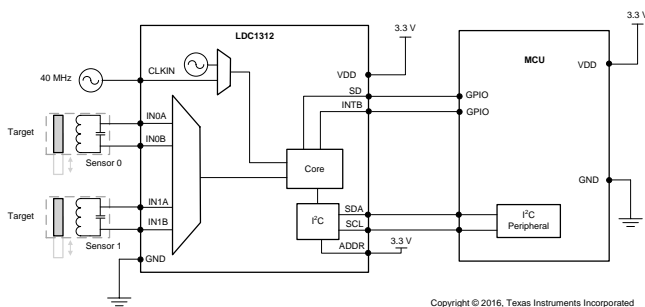 LDC1312
3.3 V
3.3 V
MCU
40 MHz
CLKIN
VDD
VDD
SD
GPIO
INTB
GPIO
Target
IN0A
IN0B
Sensor 0
Core
GND
Target
IN1A
IN1B
Sensor 1
I²C
SDA
SCL
ADDR
3.3 V
I²C
Peripheral
GND
Copyright © 2016, Texas Instruments Incorporated